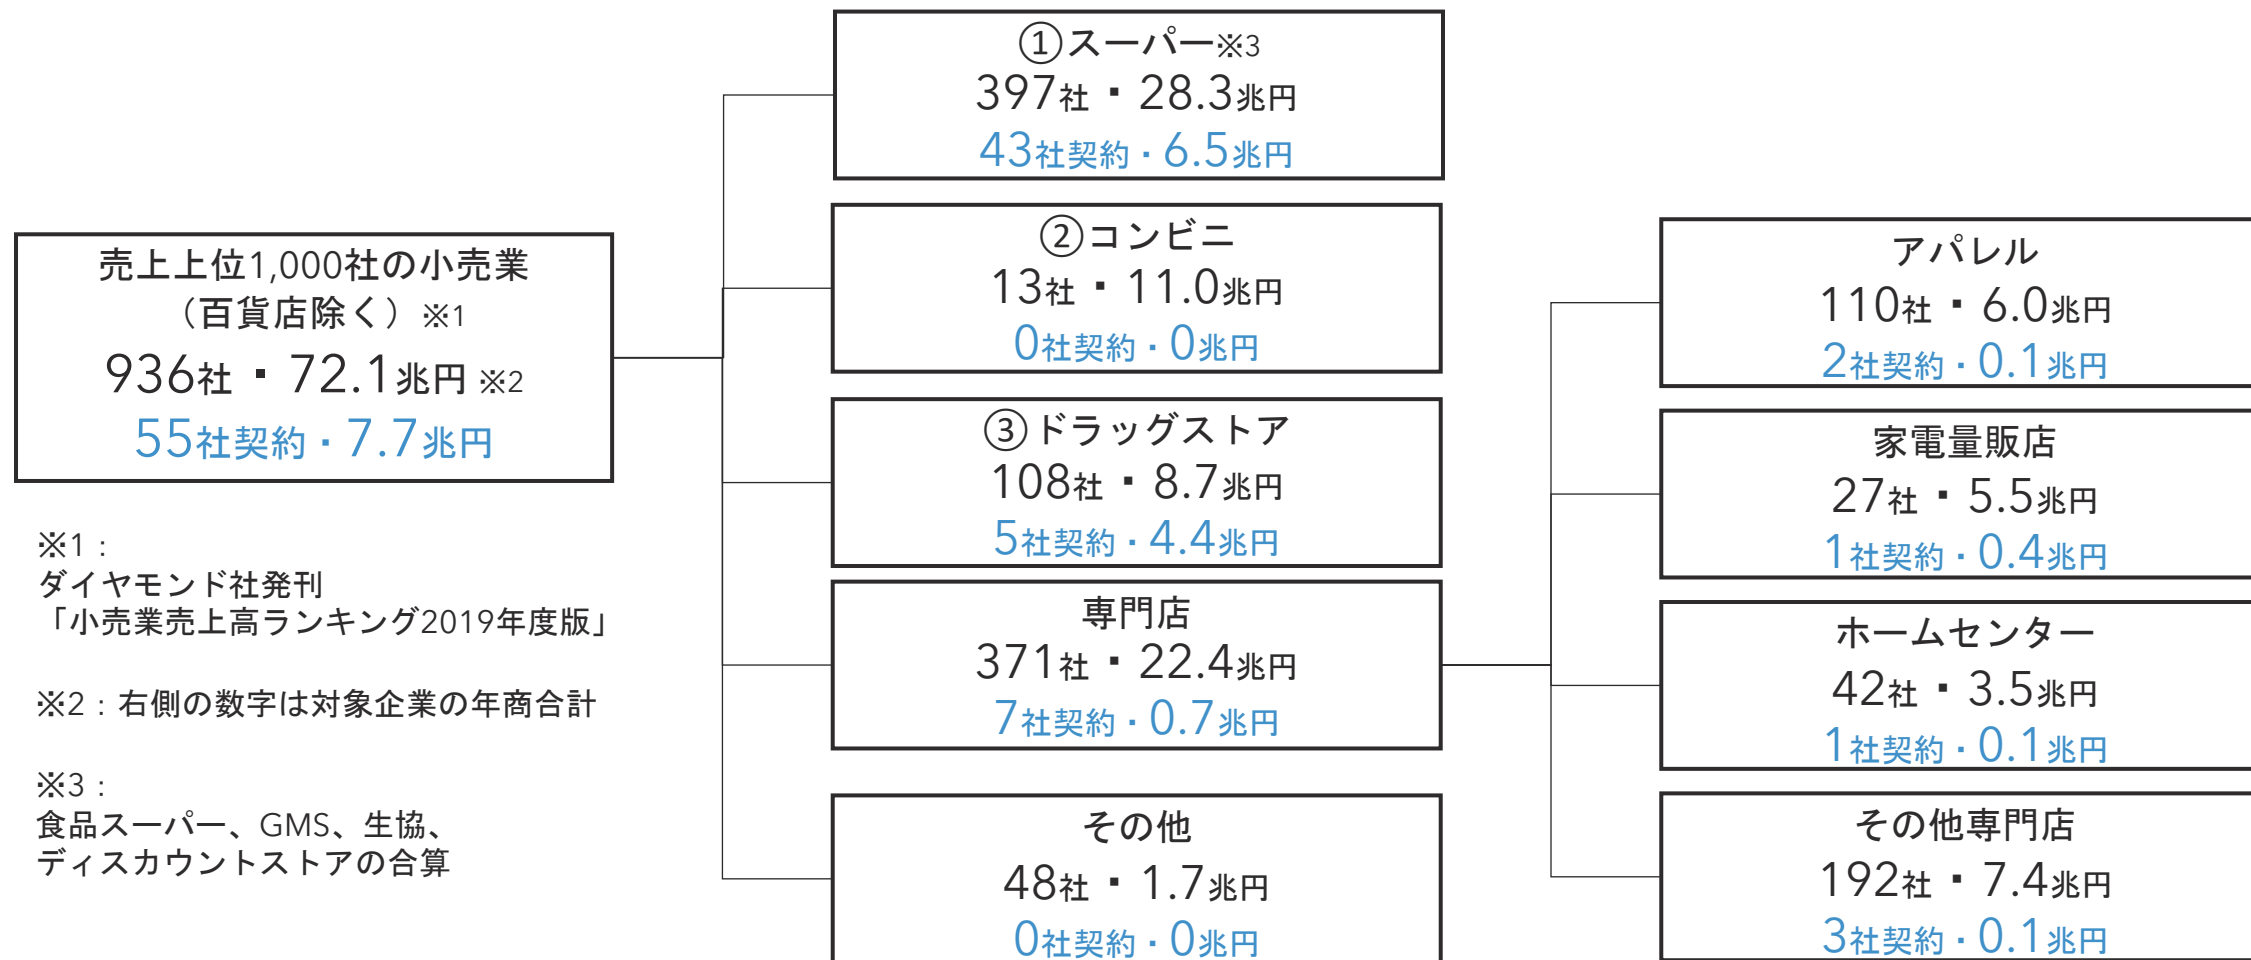 売上上位1,000社の小売業
（百貨店除く）※1
936社・72.1兆円 ※2
55社契約・7.7兆円
※1：
ダイヤモンド社発刊
「小売業売上高ランキング2019年度版」
※2：右側の数字は対象企業の年商合計
※3：
食品スーパー、GMS、生協、
ディスカウントストアの合算
①スーパー※3
397社・28.3兆円
43社契約・6.5兆円
②コンビニ
13社・11.0兆円
0社契約・0兆円
③ドラッグストア
108社・8.7兆円
5社契約・4.4兆円
専門店
371社・22.4兆円
7社契約・0.7兆円
その他
48社・1.7兆円
0社契約・0兆円
アパレル
110社・6.0兆円
2社契約・0.1兆円
家電量販店
27社・5.5兆円
1社契約・0.4兆円
ホームセンター
42社・3.5兆円
1社契約・0.1兆円
その他専門店
192社・7.4兆円
3社契約・0.1兆円